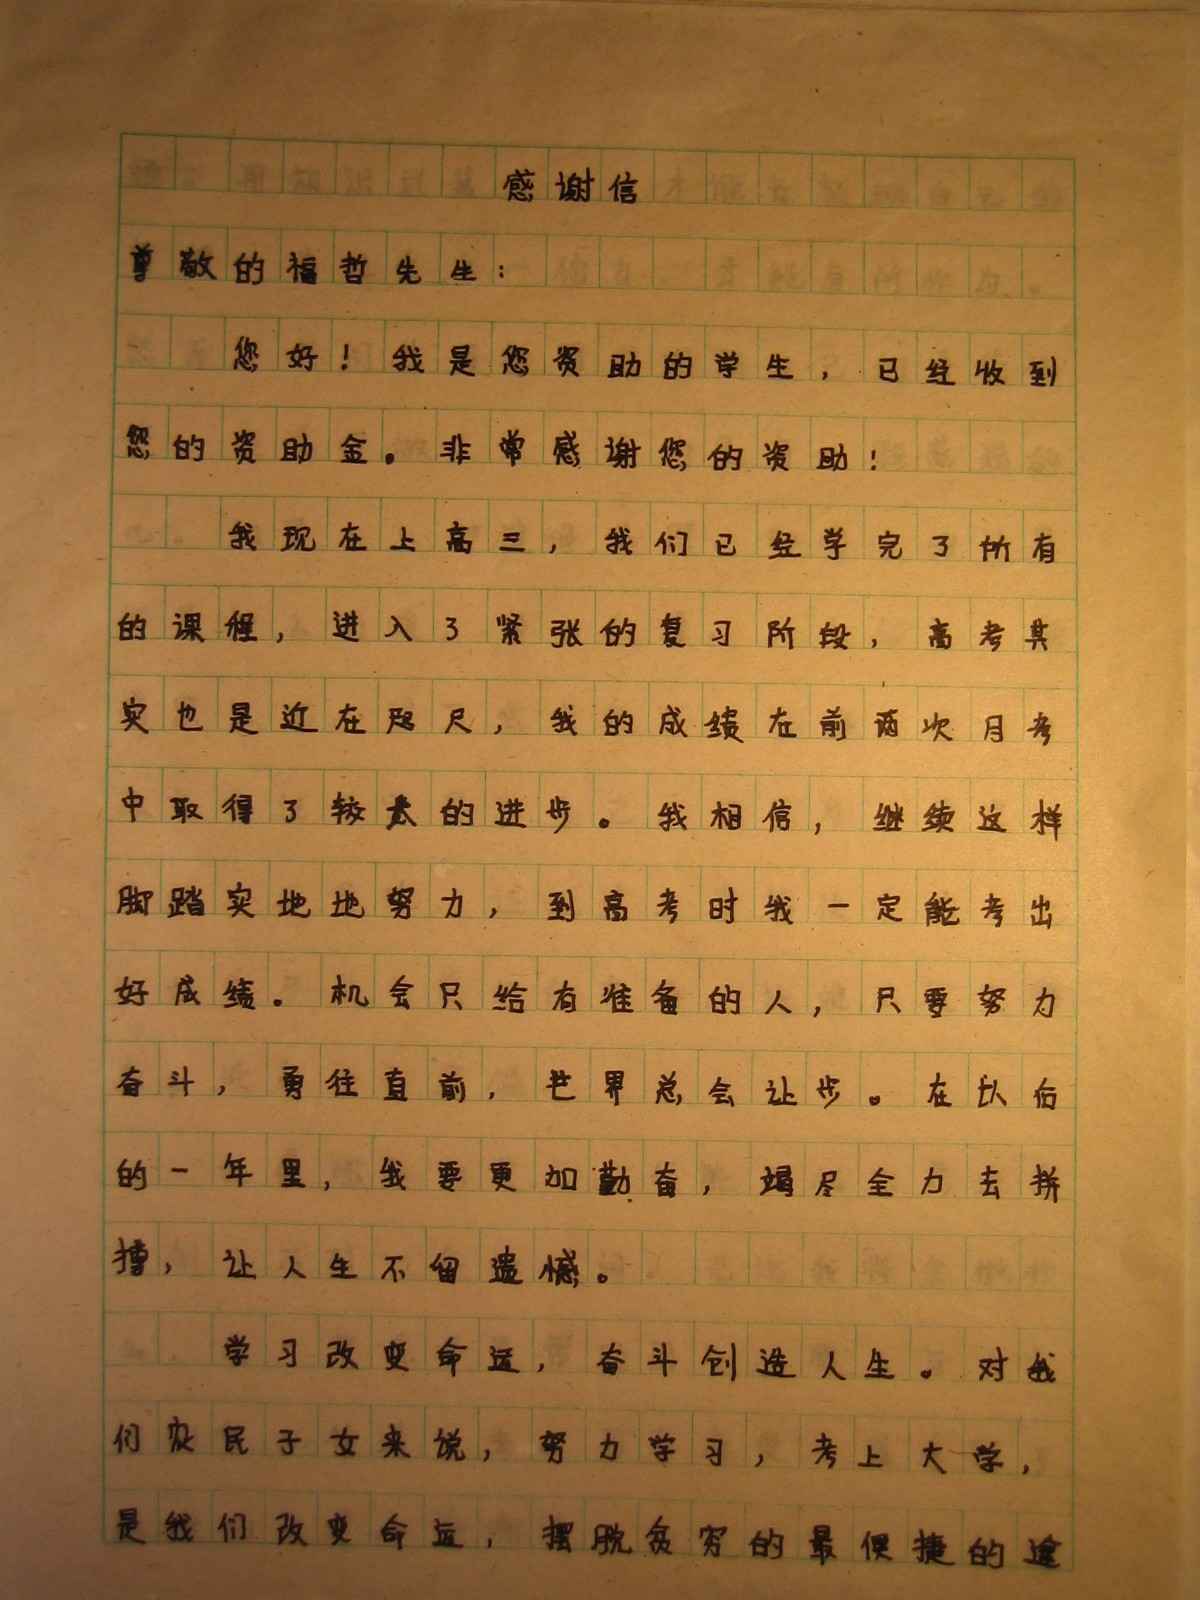 感谢信
尊敬的福哲先生：
您好！我是您资助的学生，已经收到
您的资助金。非常感谢您的资助！
我现在上高三，我们已经学完了所有
的课程，进入了紧张的复习阶段，高考其
实也是近在咫尺，我的成绩在前两次月考
中取得了较大的进步。我相信，继续这样
脚踏实地地努力，到高考时我一定能考出
好成绩。机会只给有准备的人，只要努力
奋斗，勇往直前，世界总会让步。在以后
的一年里，我要更加勤奋，竭尽全力去拼
搏，让人生不留遗憾。
学习改变命运，奋斗创造人生。对我
们农民子女来说，努力学习，考上大学，
是我们改变命运，摆脱贫穷的最便捷的途